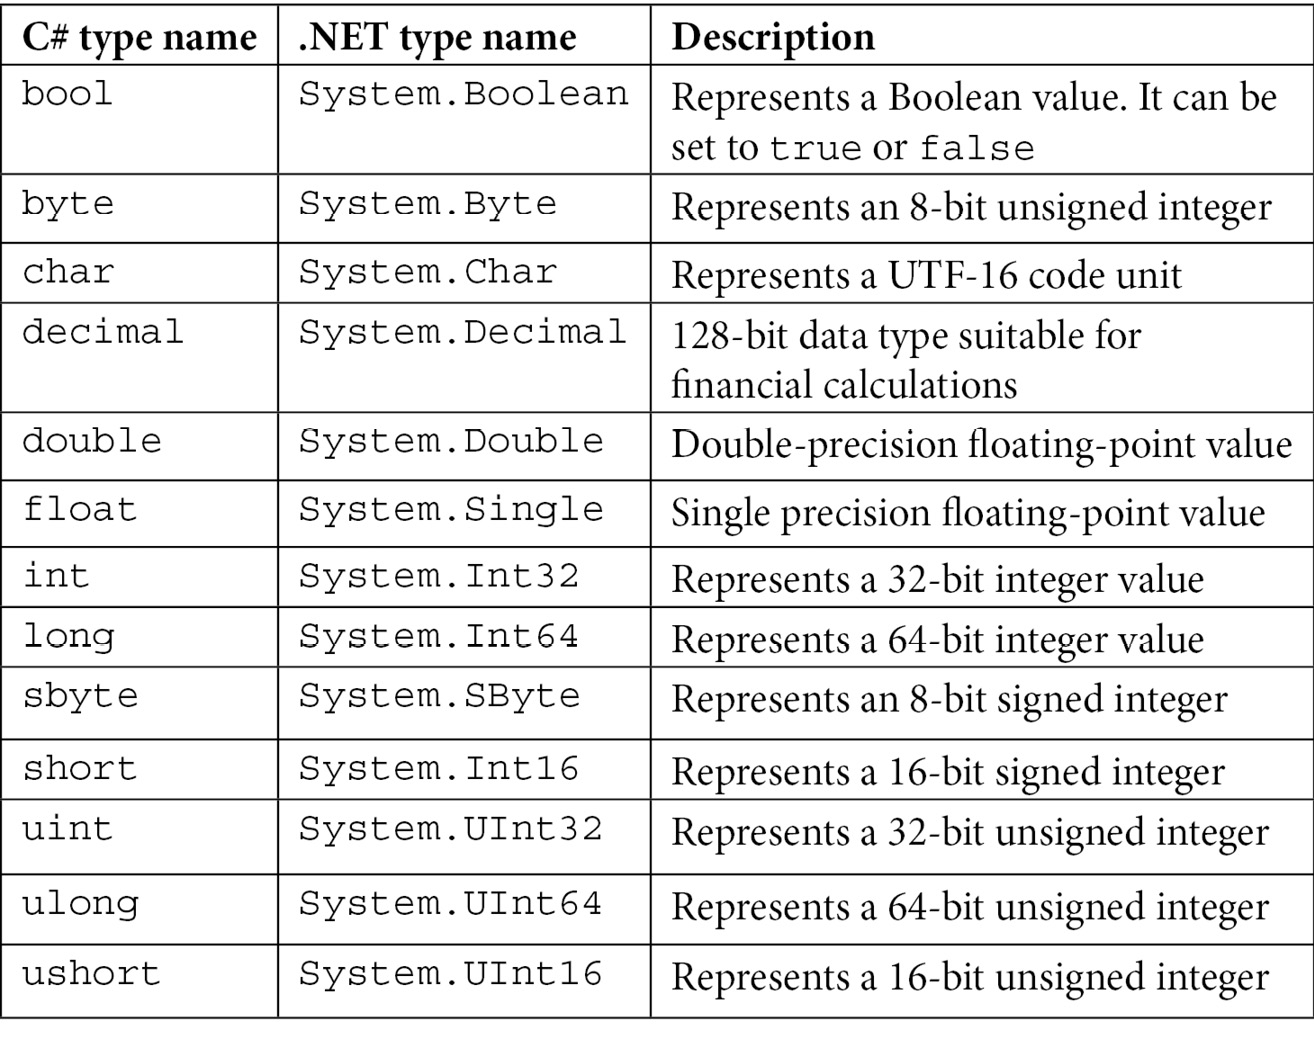 C# type name .NET type name Description
bool System.Boolean Represents a Boolean value. It can be
set to true or false
byte System.Byte Represents an 8-bit unsigned integer
char System.Char Represents a UTF-16 code unit
decimal System.Decimal 128-bit data type suitable for
financial calculations
double System.Double Double-precision floating-point value
float System.Single Single precision floating-point value
int System.Int32 Represents a 32-bit integer value
long System.Int64 Represents a 64-bit integer value
sbyte System.SByte Represents an 8-bit signed integer
short System.Int16 Represents a 16-bit signed integer
uint System.UInt32 Represents a 32-bit unsigned integer
ulong System.UInt64 Represents a 64-bit unsigned integer
ushort System.UInt16 Represents a 16-bit unsigned integer